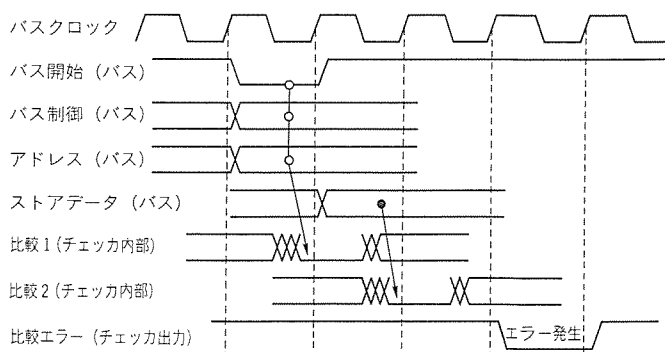 バスクロック
バス開始 (バス)
バス制御 (バス)
アドレス (バス)
ストアデータ (バス)
比較1 (チェッカ内部)
比較2 (チェッカ内部)
比較エラー (チェッカ出力)
エラー発生